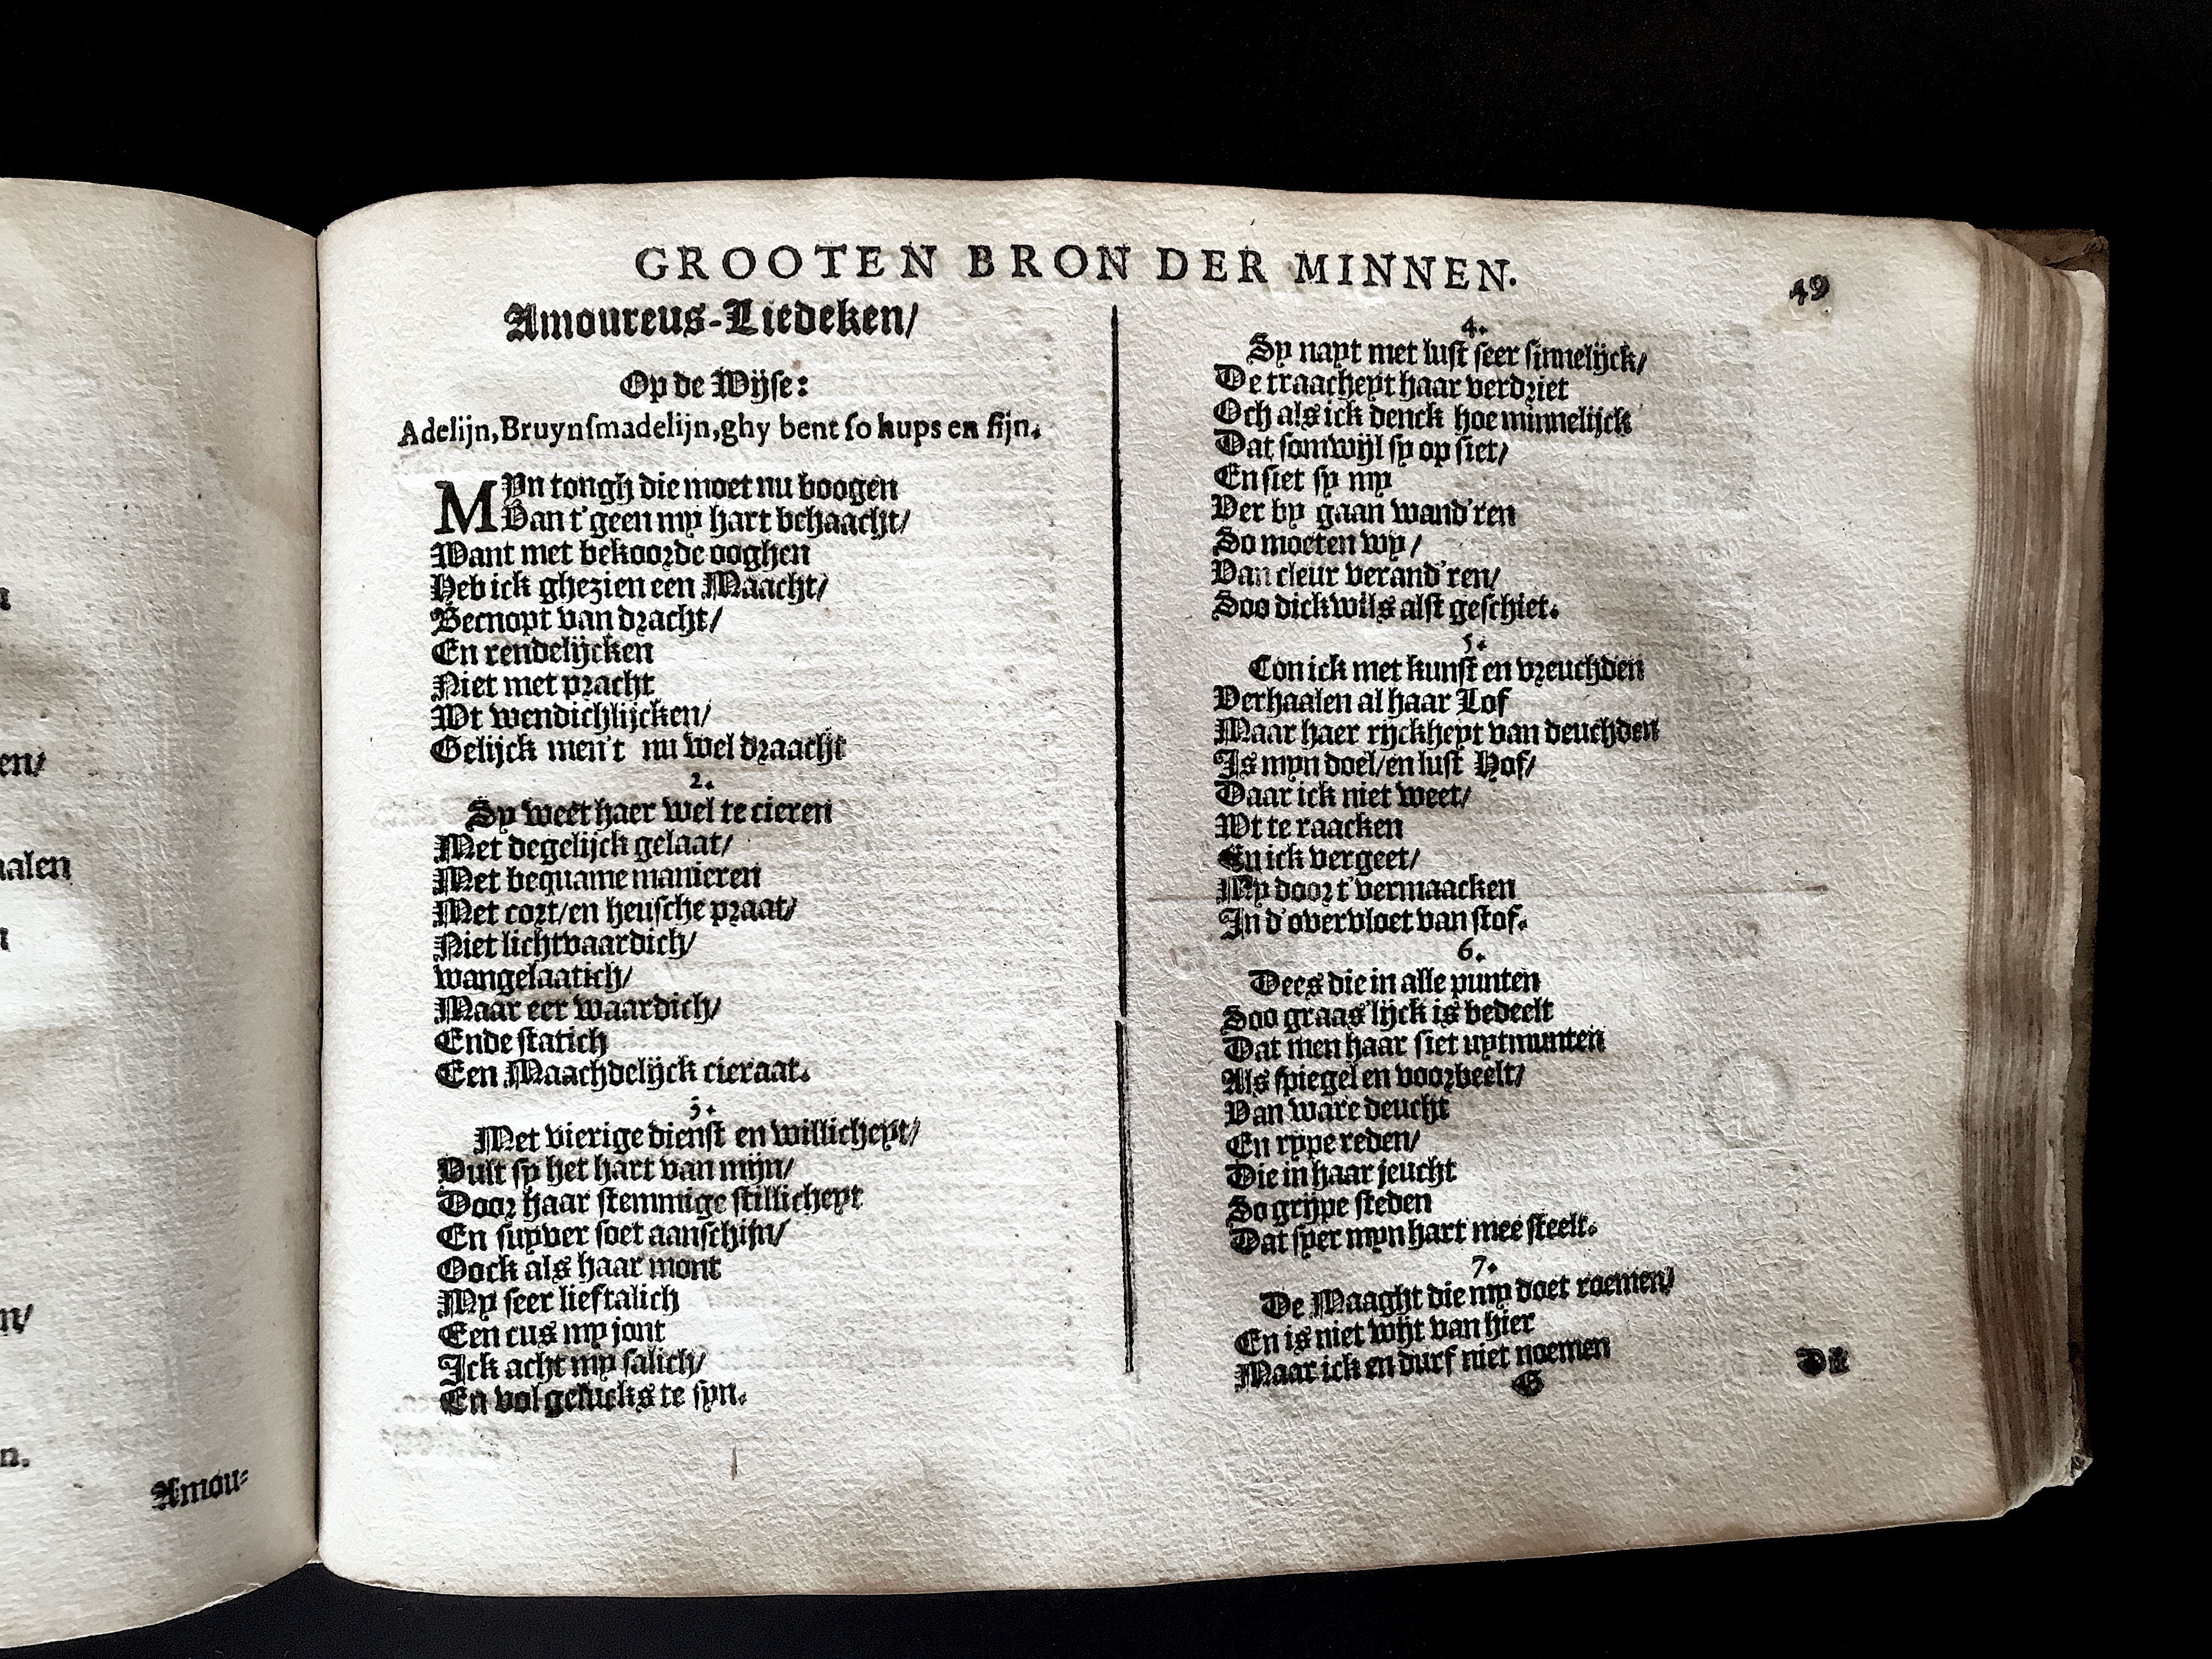 GROOTEN BRON DER MINNEN.
49
Amoureus-Liedeken/
Op de Wijse:
Adelijn, Bruynsmadelijn, ghy bent so hups en fijn.
MYn tongh die moet nu boogen
Van t'geen my hart behaacht/
Want met bekoorde ooghen
Heb ick ghezien een Maacht/
Becnopt van dracht/
En rendelijcken
Niet met pracht
Wt wendichlijcken/
Gelijck men't nu wel draacht
2.
Sy weet haer wel te cieren
Met degelijck gelaat/
Met bequame manieren
Met cort/en heusche praat/
Niet lichtvaardich/
wangelaatich/
Maar eer waardich/
Ende statich
Een Maachdelijck cieraat.
3.
Met vierige dienst en willicheyt/
Vult sy het hart van mijn/
Door haar stemmige stillicheyt
En suyver soet aanschijn/
Oock als haar mont
My seer lieftalich
Een cus my jont
Ick acht my salich/
En vol gelucks te syn.
4.
Sy nayt met lust seer sinnelijck/
De traacheyt haar verdriet
Och als ick denck hoe minnelijck
Dat somwijl sy op siet/
En siet sy my
Ver by gaan wand'ren
So moeten wy/
Van cleur verand'ren/
Soo dickwils alst geschiet.
5.
Con ick met kunst en vreuchden
Verhaalen al haar Lof
Maar haer ryckheyt van deuchden
Is myn doel/en lust Hof/
Daar ick niet weet/
Wt te raacken
En ick vergeet/
My door t'vermaacken
In d'overvloet van stof.
6.
Dees die in alle punten
Soo graas'lijck is bedeelt
Dat men haar siet uytmunten
Als spiegel en voorbeelt/
Van ware deucht
En rype reden/
Die in haar jeucht
So grijpe steden
Dat syer myn hart mee steelt.
7.
De Maaght die my doet roemen/
En is niet wijt van hier
Maar ick en durf niet noemen
G
Di
en/
alen
n/
n.
Amou-